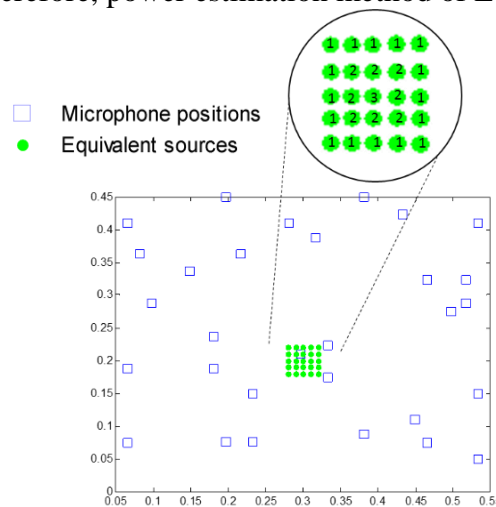 erefore, power estimation method of E
1 1 1 1 1
1 2 2 2 1
1 2 3 2 1
1 2 2 2 1
1 1 1 1 1
Microphone positions
Equivalent sources
0.45
0.4
0.35
0.3
0.25
0.2
0.15
0.1
0.05
0
0.05 0.1 0.15 0.2 0.25 0.3 0.35 0.4 0.45 0.5 0.55